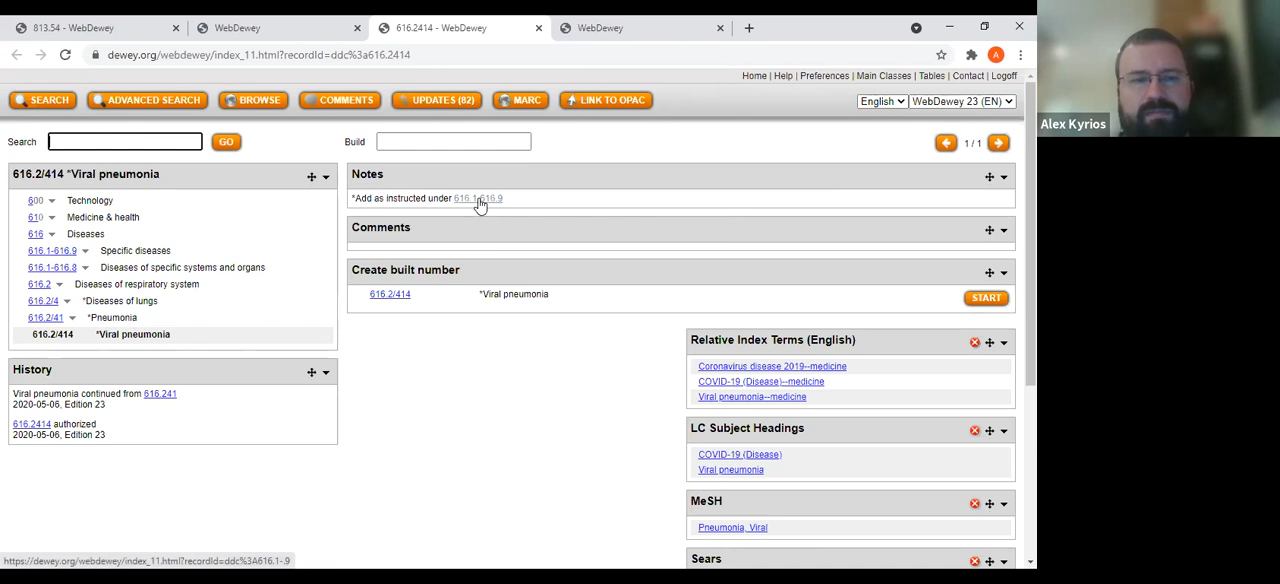 813.54 - WebDewey
WebDewey
616.2414 - WebDewey
WebDewey
dewey.org/webdewey/index_11.html?recordId=ddc%3a616.2414
A
Home | Help | Preferences | Main Classes | Tables | Contact | Logoff
SEARCH ADVANCED SEARCH BROWSE COMMENTS UPDATES (82) MARC LINK TO OPAC
English WebDewey 23 (EN)
Search GO Build 1 / 1
616.2/414 *Viral pneumonia
600 Technology
610 Medicine & health
616 Diseases
616.1-616.9 Specific diseases
616.1-616.8 Diseases of specific systems and organs
616.2 Diseases of respiratory system
616.2/4 *Diseases of lungs
616.2/41 *Pneumonia
616.2/414 *Viral pneumonia
History
Viral pneumonia continued from 616.241
2020-05-06, Edition 23
616.2414 authorized
2020-05-06, Edition 23
Notes
*Add as instructed under 616.1-616.9
Comments
Create built number
616.2/414 *Viral pneumonia START
Relative Index Terms (English)
Coronavirus disease 2019--medicine
COVID-19 (Disease)--medicine
Viral pneumonia--medicine
LC Subject Headings
COVID-19 (Disease)
Viral pneumonia
MeSH
Pneumonia, Viral
Sears
https://dewey.org/webdewey/index_11.html?recordId=ddc%3A616.1-.9
Alex Kyrios